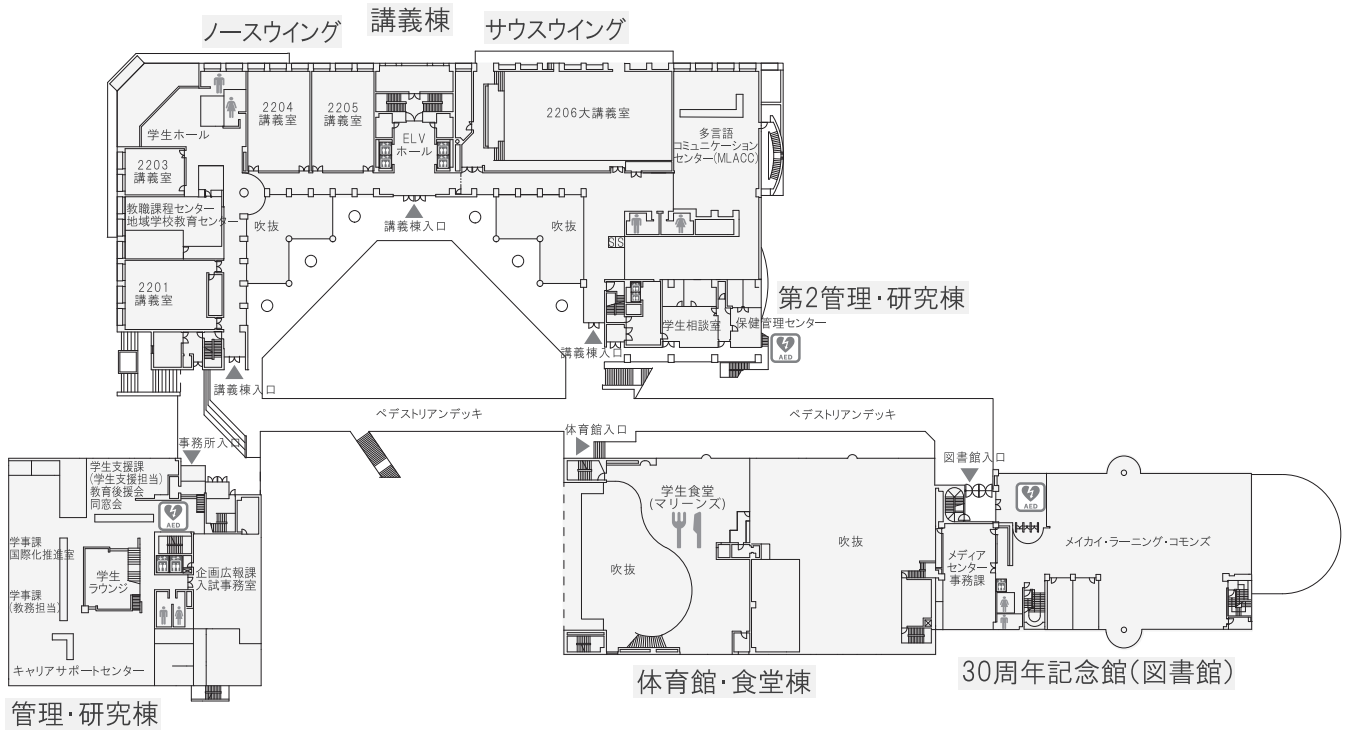 講義棟
ノースウイング
サウスウイング
2204
講義室
2205
講義室
ELV
ホール
2206大講義室
多言語
コミュニケーション
センター(MLACC)
学生ホール
2203
講義室
教職課程センター
地域学校教育センター
吹抜
講義棟入口
吹抜
SIS
2201
講義室
第2管理・研究棟
学生相談室
保健管理センター
AED
講義棟入口
講義棟入口
ペデストリアンデッキ
ペデストリアンデッキ
事務所入口
体育館入口
図書館入口
学生支援課
(学生支援担当)
教育後援会
同窓会
AED
学事課
国際化推進室
学生
ラウンジ
企画広報課
入試事務室
学事課
(教務担当)
キャリアサポートセンター
管理・研究棟
学生食堂
(マリーンズ)
吹抜
吹抜
体育館・食堂棟
メディア
センター
事務課
AED
メイカイ・ラーニング・コモンズ
30周年記念館(図書館)